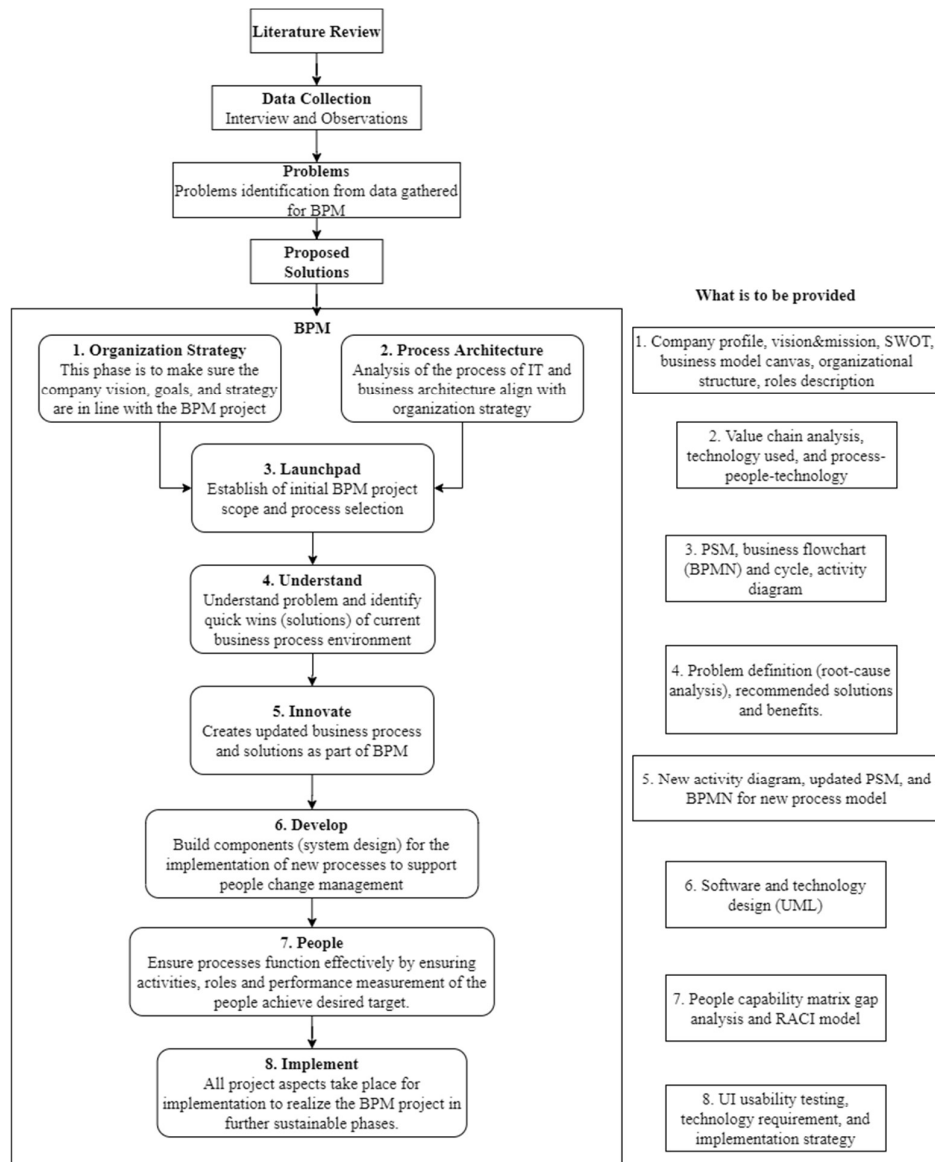 Literature Review
Data Collection
Interview and Observations
Problems
Problems identification from data gathered
for BPM
Proposed
Solutions
BPM
1. Organization Strategy
This phase is to make sure the
company vision, goals, and strategy
are in line with the BPM project
2. Process Architecture
Analysis of the process of IT and
business architecture align with
organization strategy
3. Launchpad
Establish of initial BPM project
scope and process selection
4. Understand
Understand problem and identify
quick wins (solutions) of current
business process environment
5. Innovate
Creates updated business process
and solutions as part of BPM
6. Develop
Build components (system design) for the
implementation of new processes to support
people change management
7. People
Ensure processes function effectively by ensuring
activities, roles and performance measurement of the
people achieve desired target.
8. Implement
All project aspects take place for
implementation to realize the BPM project in
further sustainable phases.
What is to be provided
1. Company profile, vision&mission, SWOT,
business model canvas, organizational
structure, roles description
2. Value chain analysis,
technology used, and process-
people-technology
3. PSM, business flowchart
(BPMN) and cycle, activity
diagram
4. Problem definition (root-cause
analysis), recommended solutions
and benefits.
5. New activity diagram, updated PSM, and
BPMN for new process model
6. Software and technology
design (UML)
7. People capability matrix gap
analysis and RACI model
8. UI usability testing,
technology requirement, and
implementation strategy